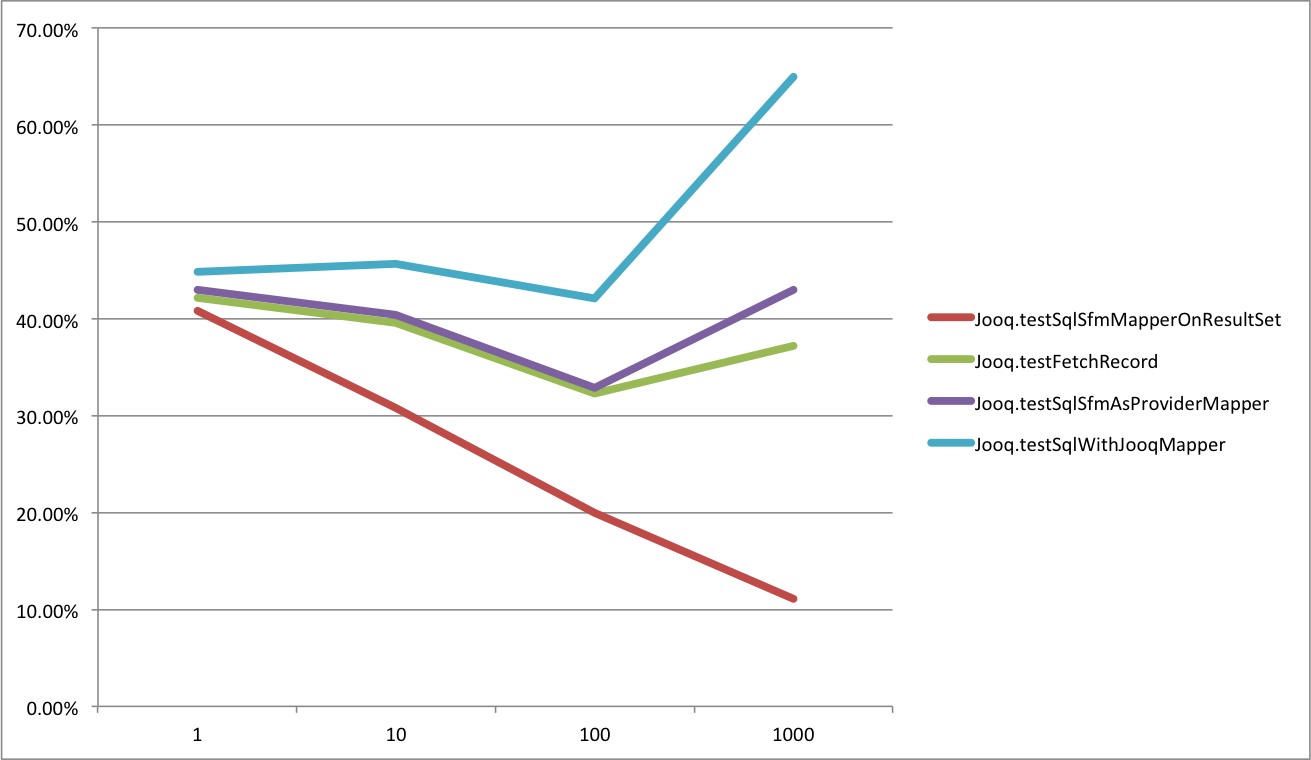 70.00%
60.00%
50.00%
40.00%
30.00%
20.00%
10.00%
0.00%
1 10 100 1000
Jooq.testSqlSfmMapperOnResultSet
Jooq.testFetchRecord
Jooq.testSqlSfmAsProviderMapper
Jooq.testSqlWithJooqMapper